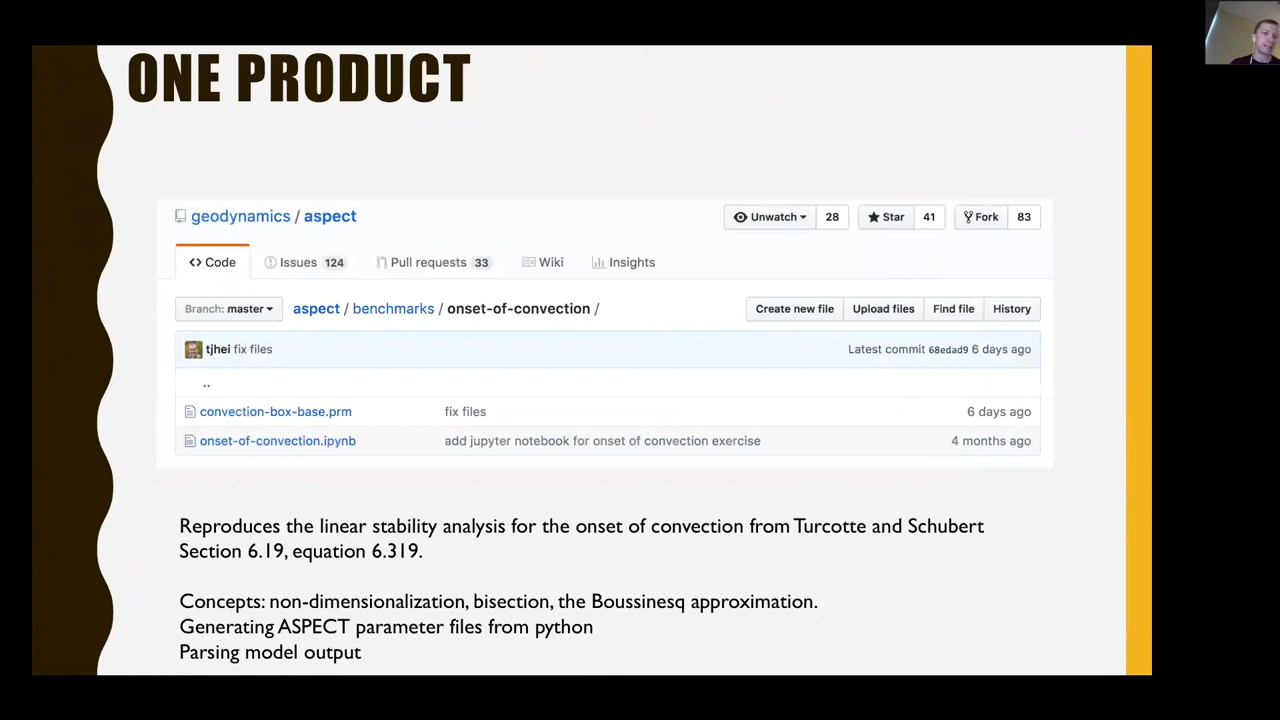 ONE PRODUCT
geodynamics / aspect
Unwatch 28 Star 41 Fork 83
Code Issues 124 Pull requests 33 Wiki Insights
Branch: master aspect / benchmarks / onset-of-convection / Create new file Upload files Find file History
tjhei fix files Latest commit 68edad9 6 days ago
..
convection-box-base.prm fix files 6 days ago
onset-of-convection.ipynb add jupyter notebook for onset of convection exercise 4 months ago
Reproduces the linear stability analysis for the onset of convection from Turcotte and Schubert
Section 6.19, equation 6.319.
Concepts: non-dimensionalization, bisection, the Boussinesq approximation.
Generating ASPECT parameter files from python
Parsing model output